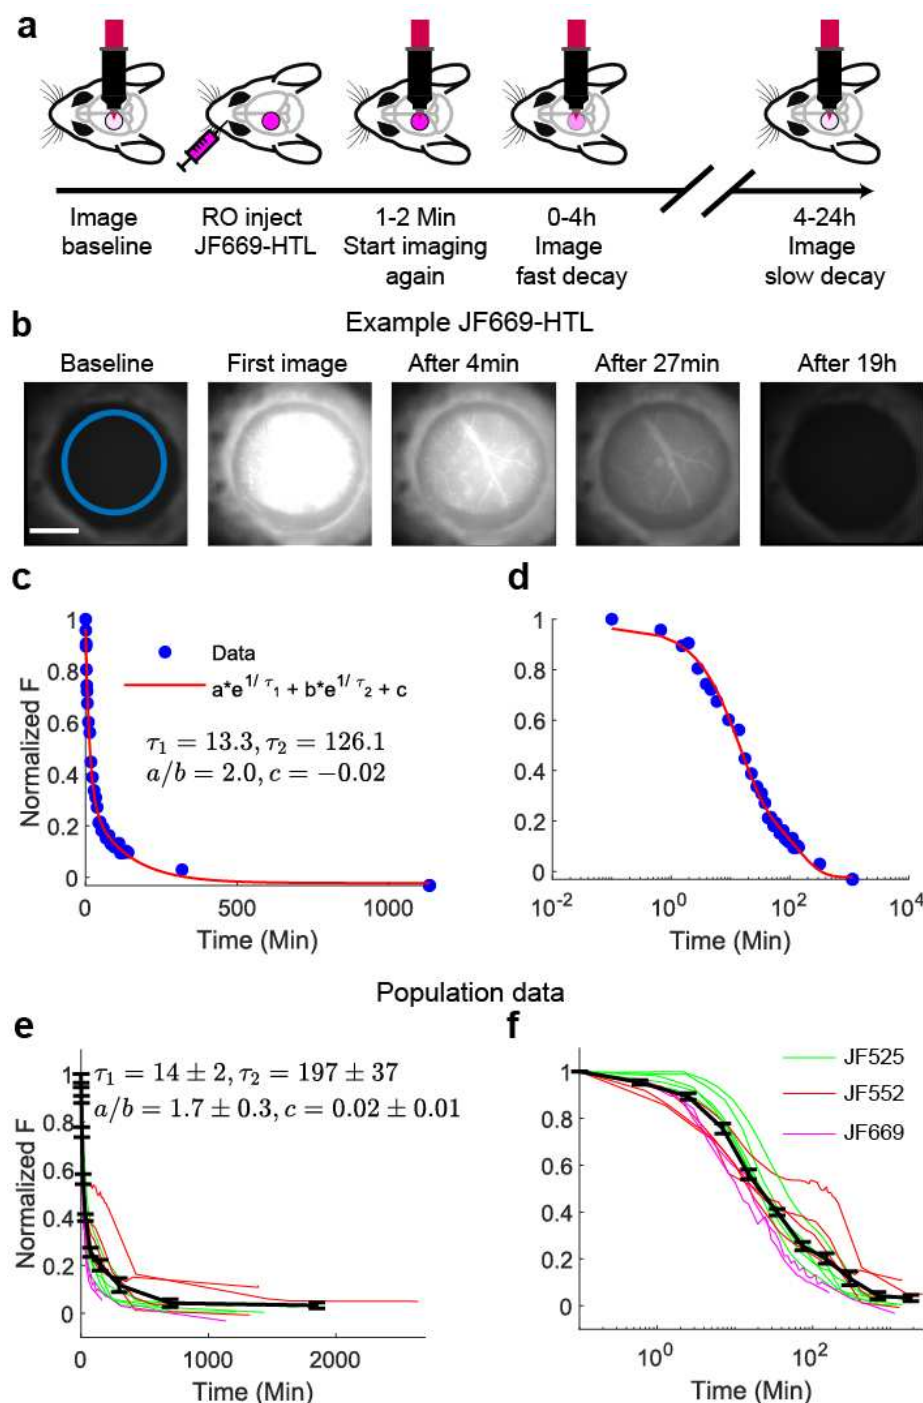 a
Image
baseline
RO inject
JF669-HTL
1-2 Min
Start imaging
again
0-4h
Image
fast decay
4-24h
Image
slow decay
b
Example JF669-HTL
Baseline
First image
After 4min
After 27min
After 19h
c
Normalized F
1
0.8
0.6
0.4
0.2
0
Data
a*e^{1/ τ_1} + b*e^{1/ τ_2} + c
τ_1 = 13.3, τ_2 = 126.1
a/b = 2.0, c = −0.02
0
500
1000
Time (Min)
d
1
0.8
0.6
0.4
0.2
0
10^{-2}
10^0
10^2
10^4
Time (Min)
Population data
e
Normalized F
1
0.8
0.6
0.4
0.2
0
τ_1 = 14 ± 2, τ_2 = 197 ± 37
a/b = 1.7 ± 0.3, c = 0.02 ± 0.01
0
1000
2000
Time (Min)
f
1
0.8
0.6
0.4
0.2
0
JF525
JF552
JF669
10^0
10^2
Time (Min)